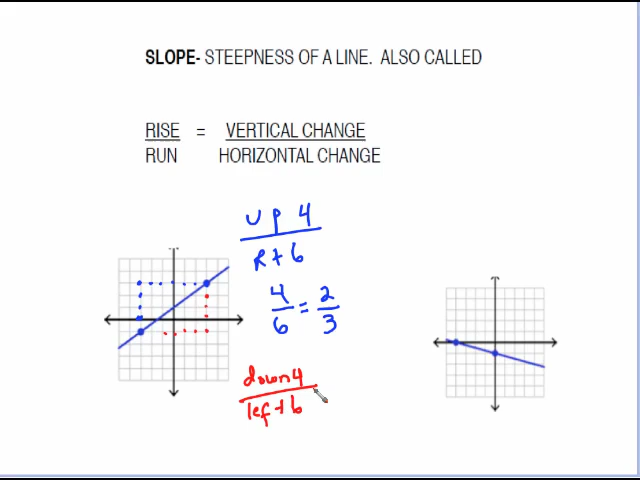 SLOPE- STEEPNESS OF A LINE. ALSO CALLED
RISE = VERTICAL CHANGE
RUN HORIZONTAL CHANGE
up 4
Rt 6
4 2
6 = 3
down 4
left 6